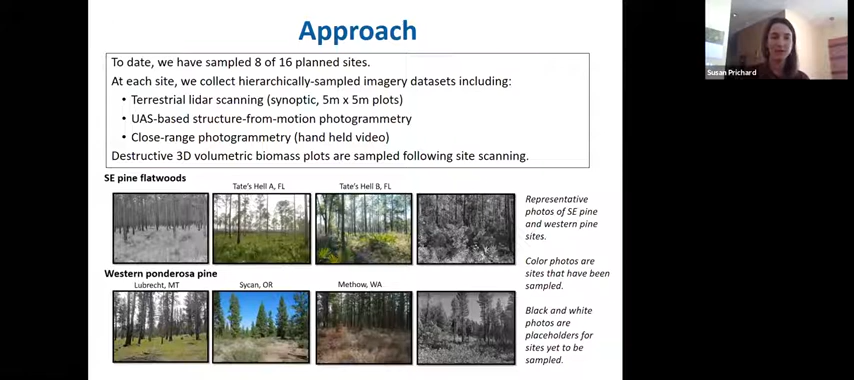 Approach
To date, we have sampled 8 of 16 planned sites.
At each site, we collect hierarchically-sampled imagery datasets including:
• Terrestrial lidar scanning (synoptic, 5m x 5m plots)
• UAS-based structure-from-motion photogrammetry
• Close-range photogrammetry (hand held video)
Destructive 3D volumetric biomass plots are sampled following site scanning.
SE pine flatwoods
Tate's Hell A, FL
Tate's Hell B, FL
Western ponderosa pine
Lubrecht, MT
Sycan, OR
Methow, WA
Representative
photos of SE pine
and western pine
sites.
Color photos are
sites that have been
sampled.
Black and white
photos are
placeholders for
sites yet to be
sampled.
Susan Prichard